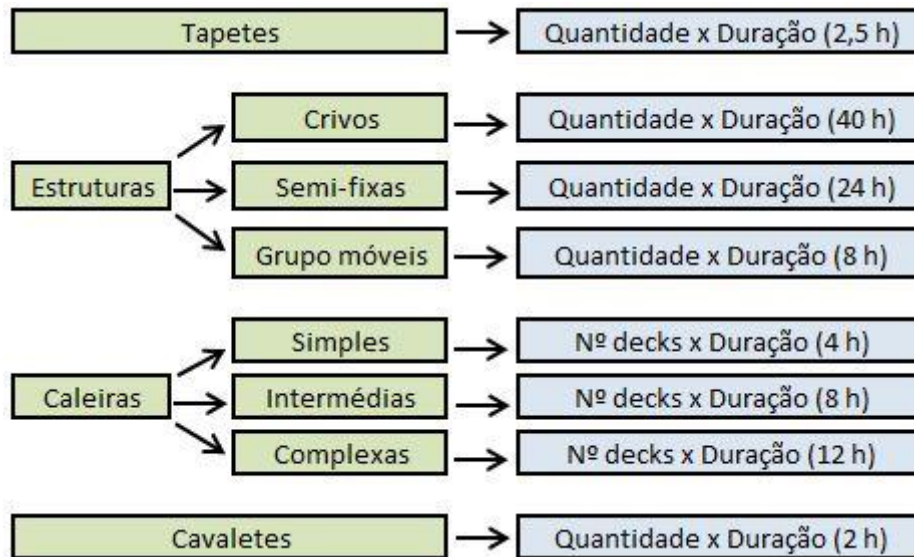 Tapetes
Quantidade x Duração (2,5 h)
Crivos
Quantidade x Duração (40 h)
Estruturas
Semi-fixas
Quantidade x Duração (24 h)
Grupo móveis
Quantidade x Duração (8 h)
Simples
Nº decks x Duração (4 h)
Caleiras
Intermédias
Nº decks x Duração (8 h)
Complexas
Nº decks x Duração (12 h)
Cavaletes
Quantidade x Duração (2 h)